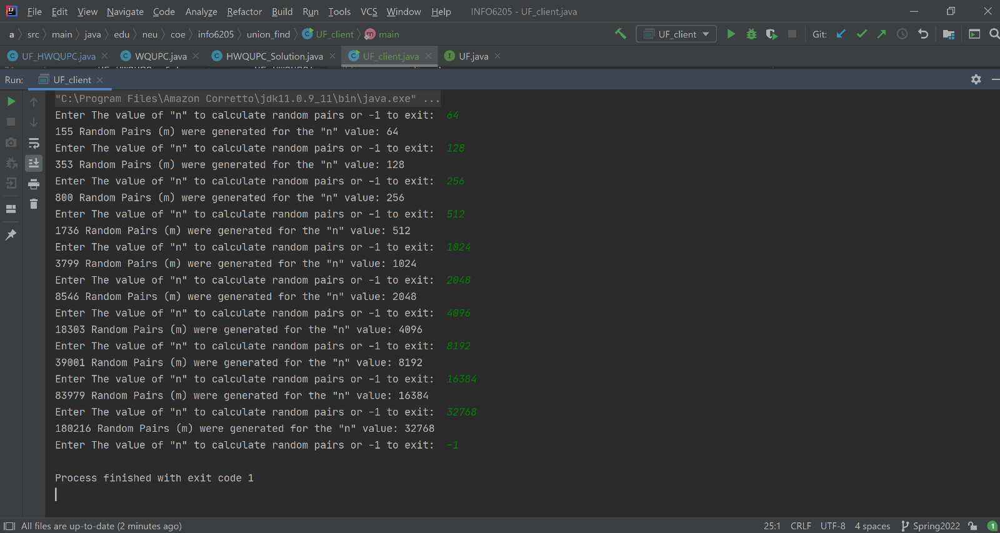 File Edit View Navigate Code Analyze Refactor Build Run Tools VCS Window Help INFO6205 - UF_client.java
a src main java edu neu coe info6205 union_find UF_client main UF_client Git:
UF_HWQUPC.java WQUPC.java HWQUPC_Solution.java UF_client.java UF.java
Run: UF_client
"C:\Program Files\Amazon Corretto\jdk11.0.9_11\bin\java.exe" ...
Enter The value of "n" to calculate random pairs or -1 to exit: 64
155 Random Pairs (m) were generated for the "n" value: 64
Enter The value of "n" to calculate random pairs or -1 to exit: 128
353 Random Pairs (m) were generated for the "n" value: 128
Enter The value of "n" to calculate random pairs or -1 to exit: 256
800 Random Pairs (m) were generated for the "n" value: 256
Enter The value of "n" to calculate random pairs or -1 to exit: 512
1736 Random Pairs (m) were generated for the "n" value: 512
Enter The value of "n" to calculate random pairs or -1 to exit: 1024
3799 Random Pairs (m) were generated for the "n" value: 1024
Enter The value of "n" to calculate random pairs or -1 to exit: 2048
8546 Random Pairs (m) were generated for the "n" value: 2048
Enter The value of "n" to calculate random pairs or -1 to exit: 4096
18303 Random Pairs (m) were generated for the "n" value: 4096
Enter The value of "n" to calculate random pairs or -1 to exit: 8192
39001 Random Pairs (m) were generated for the "n" value: 8192
Enter The value of "n" to calculate random pairs or -1 to exit: 16384
83979 Random Pairs (m) were generated for the "n" value: 16384
Enter The value of "n" to calculate random pairs or -1 to exit: 32768
180216 Random Pairs (m) were generated for the "n" value: 32768
Enter The value of "n" to calculate random pairs or -1 to exit: -1
Process finished with exit code 1
All files are up-to-date (2 minutes ago) 25:1 CRLF UTF-8 4 spaces Spring2022 1